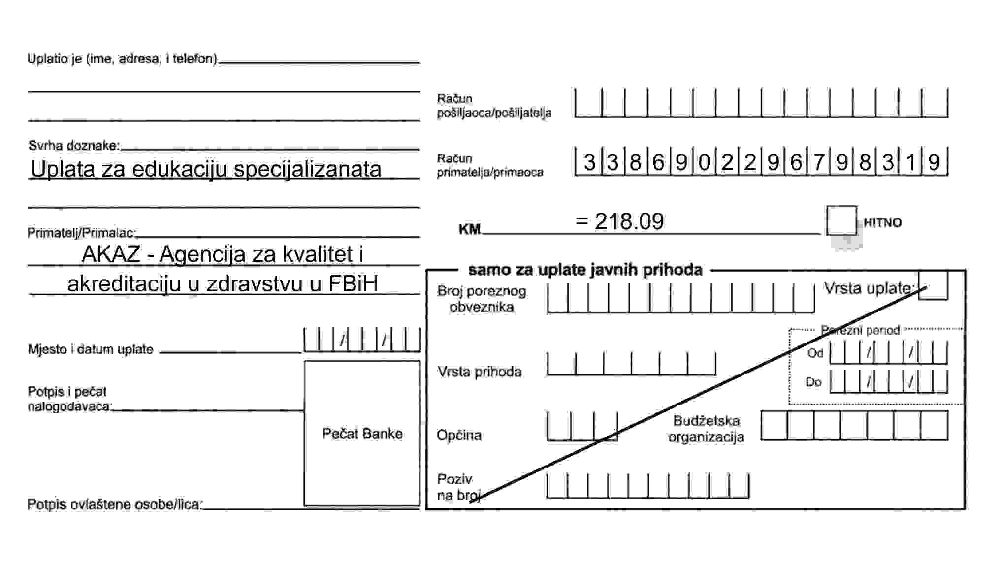 Uplatio je (ime, adresa, i telefon)
Svrha doznake:
Uplata za edukaciju specijalizanata
Primatelj/Primalac:
AKAZ - Agencija za kvalitet i
akreditaciju u zdravstvu u FBiH
Mjesto i datum uplate / /
Potpis i pečat
nalogodavaca:
Pečat Banke
Potpis ovlaštene osobe/lica:
Račun
pošiljaoca/pošiljatelja
Račun
primatelja/primaoca
3386902296798319
KM = 218.09
HITNO
samo za uplate javnih prihoda
Broj poreznog
obveznika
Vrsta uplate:
Porezni period
Od / /
Do / /
Vrsta prihoda
Općina
Budžetska
organizacija
Poziv
na broj